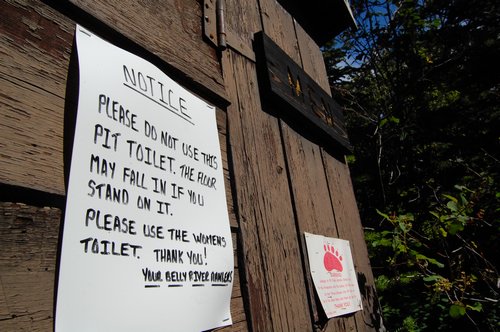 NOTICE
PLEASE DO NOT USE THIS
PIT TOILET. THE FLOOR
MAY FALL IN IF YOU
STAND ON IT.
PLEASE USE THE WOMENS
TOILET. THANK YOU!
YOUR BELLY RIVER RANGERS
MENS